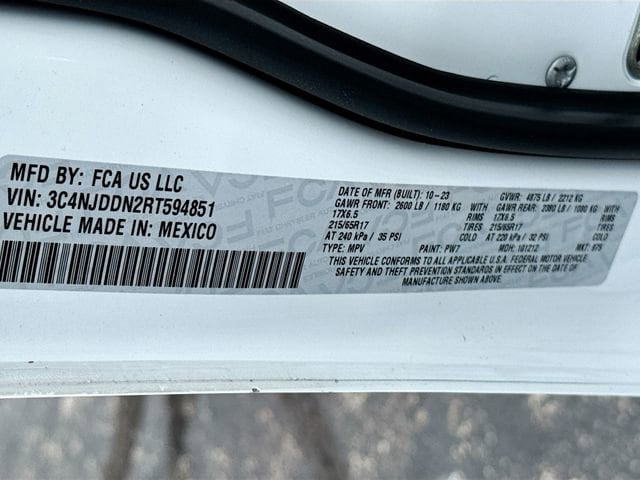 MFD BY: FCA US LLC
VIN: 3C4NJDDN2RT594851
VEHICLE MADE IN: MEXICO
DATE OF MFR (BUILT): 10-23 GVWR: 4875 LB / 2212 KG
GAWR FRONT: 2600 LB / 1180 KG WITH GAWR REAR: 2380 LB / 1080 KG WITH
17X6.5 RIMS 17X6.5 RIMS
215/65R17 TIRES 215/65R17 TIRES
AT 240 kPa / 35 PSI COLD AT 220 kPa / 32 PSI COLD
TYPE: MPV PAINT: PW7 MDH: 101212 MKT: 875
THIS VEHICLE CONFORMS TO ALL APPLICABLE U.S.A. FEDERAL MOTOR VEHICLE
SAFETY AND THEFT PREVENTION STANDARDS IN EFFECT ON THE DATE OF
MANUFACTURE SHOWN ABOVE.